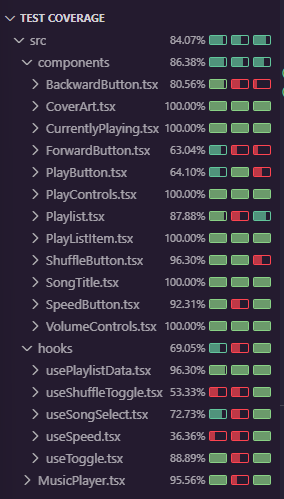 TEST COVERAGE
src 84.07%
components 86.38%
BackwardButton.tsx 80.56%
CoverArt.tsx 100.00%
CurrentlyPlaying.tsx 100.00%
ForwardButton.tsx 63.04%
PlayButton.tsx 64.10%
PlayControls.tsx 100.00%
Playlist.tsx 87.88%
PlayListItem.tsx 100.00%
ShuffleButton.tsx 96.30%
SongTitle.tsx 100.00%
SpeedButton.tsx 92.31%
VolumeControls.tsx 100.00%
hooks 69.05%
usePlaylistData.tsx 96.30%
useShuffleToggle.tsx 53.33%
useSongSelect.tsx 72.73%
useSpeed.tsx 36.36%
useToggle.tsx 88.89%
MusicPlayer.tsx 95.56%